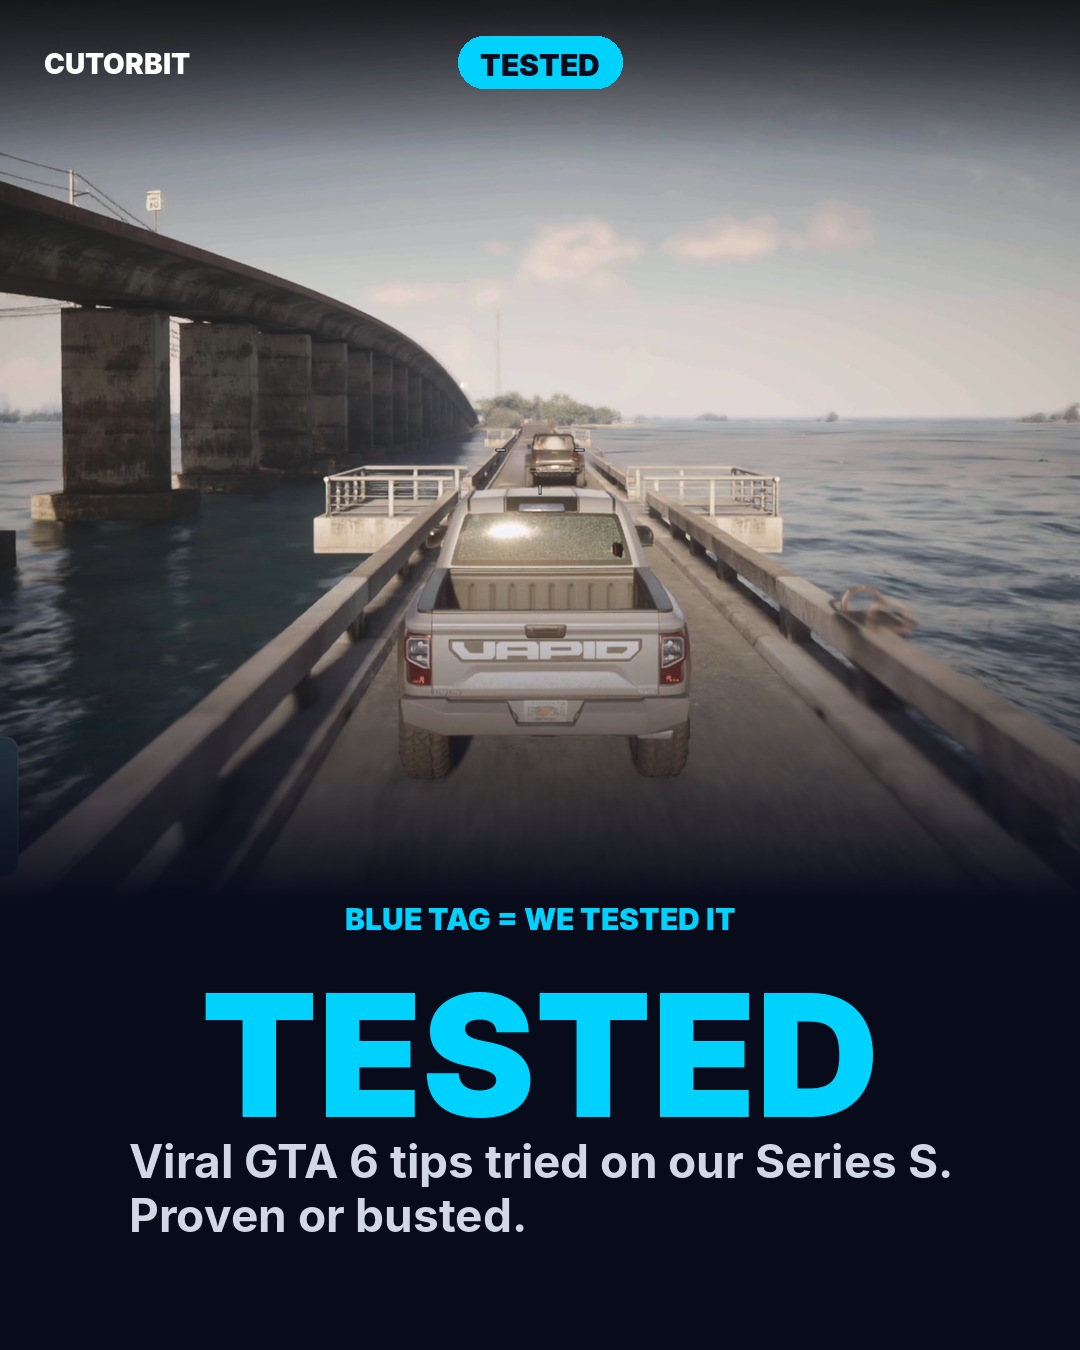 CUTORBIT
TESTED
VAPID
BLUE TAG = WE TESTED IT
TESTED
Viral GTA 6 tips tried on our Series S.
Proven or busted.